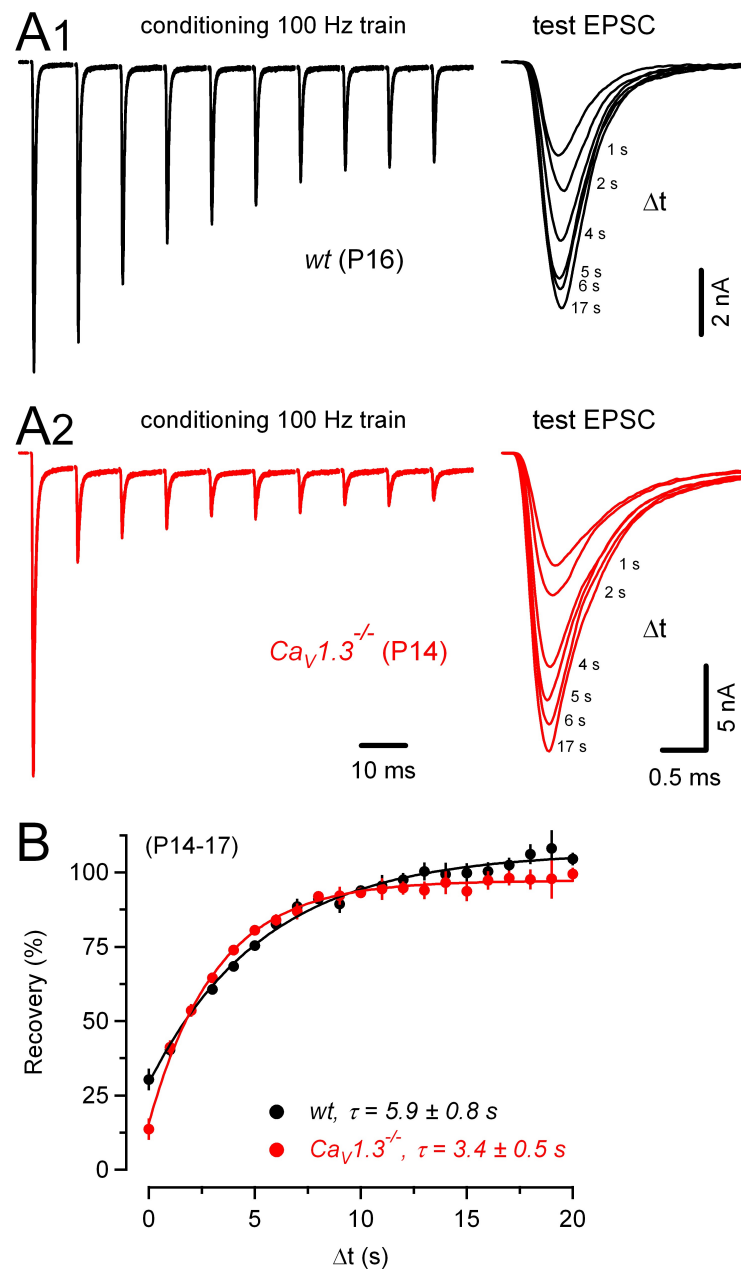 A1
conditioning 100 Hz train
test EPSC
1 s
2 s
Δt
4 s
wt (P16)
5 s
6 s
17 s
2 nA
A2
conditioning 100 Hz train
test EPSC
1 s
2 s
Δt
CaV1.3-/- (P14)
4 s
5 s
6 s
17 s
5 nA
10 ms
0.5 ms
B
(P14-17)
100
75
50
25
0
Recovery (%)
wt, τ = 5.9 ± 0.8 s
CaV1.3-/-, τ = 3.4 ± 0.5 s
0 5 10 15 20
Δt (s)